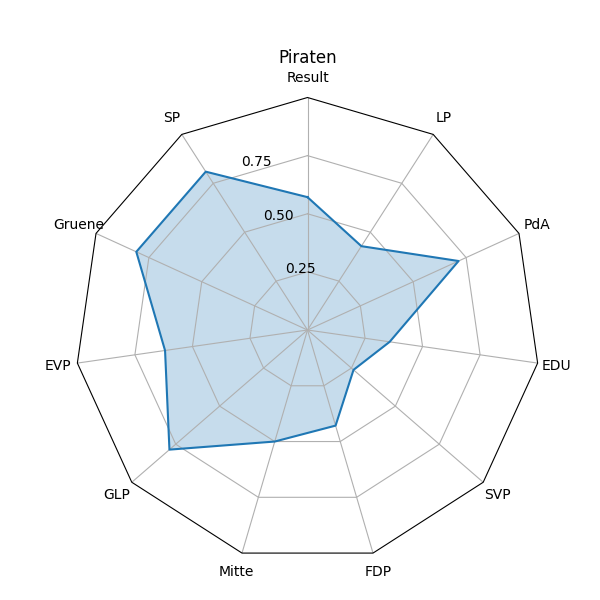 Piraten
Result
SP
LP
0.75
Gruene
0.50
PdA
0.25
EVP
EDU
GLP
SVP
Mitte
FDP